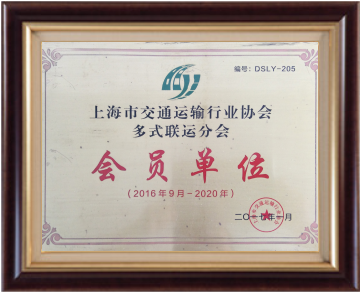 编号：DSLY-205
上海市交通运输行业协会
多式联运分会
会员单位
（2016年9月-2020年）
二〇一七年一月